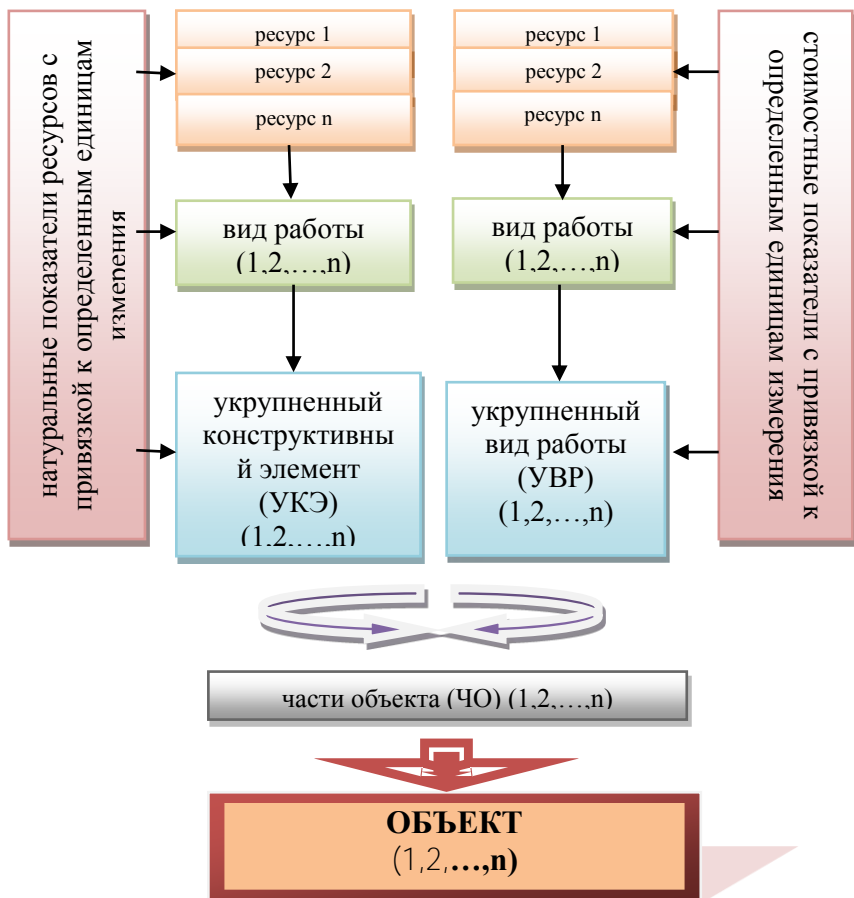 натуральные показатели ресурсов с
привязкой к определенным единицам
измерения
ресурс 1
ресурс 2
ресурс n
вид работы
(1,2,…,n)
укрупненный
конструктивны
й элемент
(УКЭ)
(1,2,…,n)
ресурс 1
ресурс 2
ресурс n
вид работы
(1,2,…,n)
укрупненный
вид работы
(УВР)
(1,2,…,n)
стоимостные показатели с привязкой к
определенным единицам измерения
части объекта (ЧО) (1,2,…,n)
ОБЪЕКТ
(1,2,…,n)